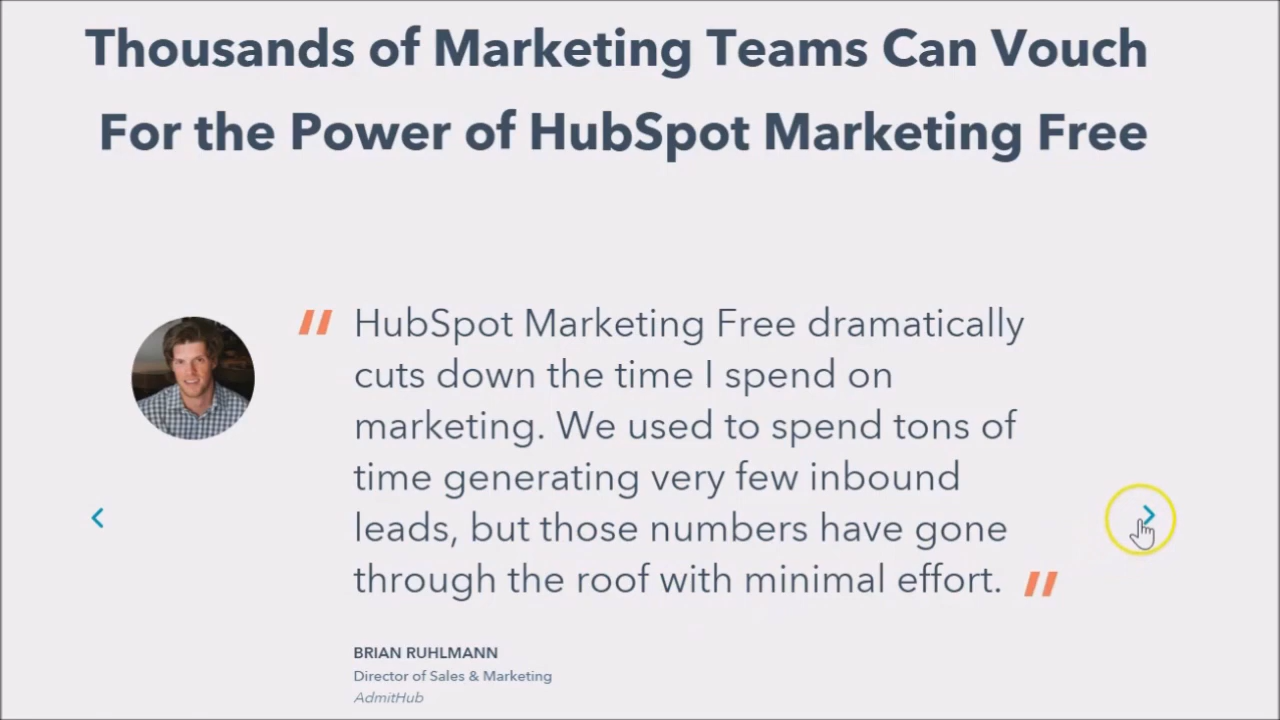 Thousands of Marketing Teams Can Vouch
For the Power of HubSpot Marketing Free
" HubSpot Marketing Free dramatically
cuts down the time I spend on
marketing. We used to spend tons of
time generating very few inbound
leads, but those numbers have gone
through the roof with minimal effort. "
BRIAN RUHLMANN
Director of Sales & Marketing
AdmitHub